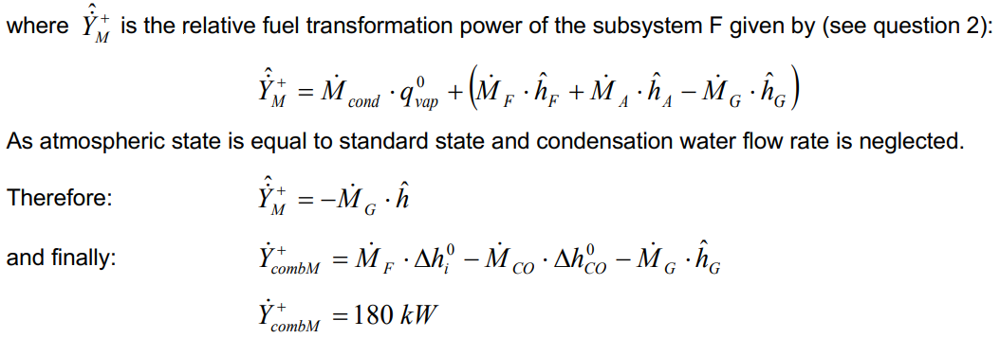 where $\hat{\dot{Y}}_M^+$ is the relative fuel transformation power of the subsystem F given by (see question 2):
$\hat{\dot{Y}}_M^+ = \dot{M}_{cond} \cdot q_{vap}^0 + \left( \dot{M}_F \cdot \hat{h}_F + \dot{M}_A \cdot \hat{h}_A - \dot{M}_G \cdot \hat{h}_G \right)$
As atmospheric state is equal to standard state and condensation water flow rate is neglected.
Therefore: $\hat{\dot{Y}}_M^+ = -\dot{M}_G \cdot \hat{h}$
and finally: $\dot{Y}_{combM}^+ = \dot{M}_F \cdot \Delta h_i^0 - \dot{M}_{CO} \cdot \Delta h_{CO}^0 - \dot{M}_G \cdot \hat{h}_G$
$\dot{Y}_{combM}^+ = 180 \; kW$